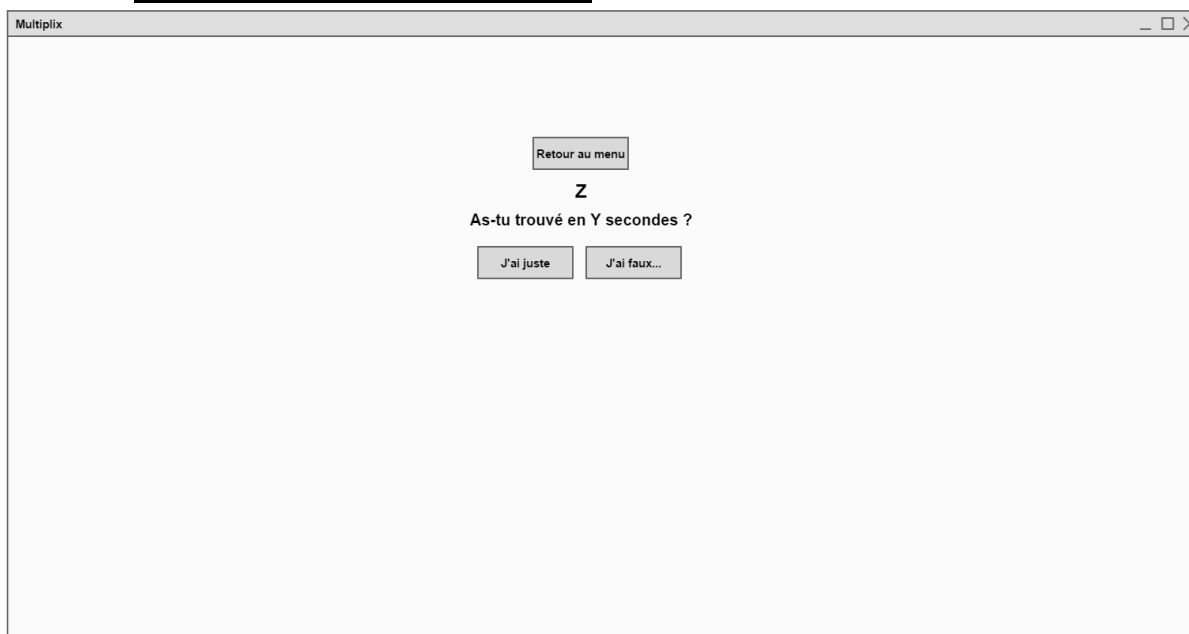 Multiplix
Retour au menu
Z
As-tu trouvé en Y secondes ?
J'ai juste J'ai faux...